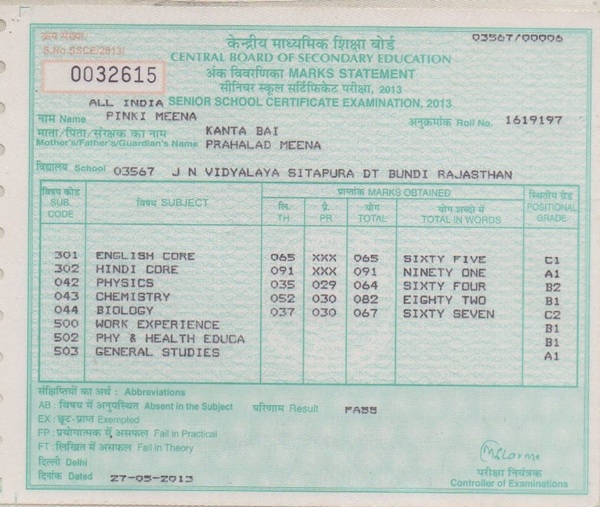 क्रम संख्या/
S.No.SSCE/2013/
0032615
03567/00006
केन्द्रीय माध्यमिक शिक्षा बोर्ड
CENTRAL BOARD OF SECONDARY EDUCATION
अंक विवरणिका MARKS STATEMENT
सीनियर स्कूल सर्टिफिकेट परीक्षा, 2013
ALL INDIA SENIOR SCHOOL CERTIFICATE EXAMINATION, 2013
नाम Name PINKI MEENA
अनुक्रमांक Roll No. 1619197
माता/पिता/संरक्षक का नाम KANTA BAI
Mother's/Father's/Guardian's Name PRAHALAD MEENA
विद्यालय School 03567 J N VIDYALAYA SITAPURA DT BUNDI RAJASTHAN
विषय कोड SUB. CODE
विषय SUBJECT
प्राप्तांक MARKS OBTAINED
लि. TH
प्रै. PR
योग TOTAL
योग शब्दों में TOTAL IN WORDS
स्थितीय ग्रेड POSITIONAL GRADE
301 ENGLISH CORE 065 XXX 065 SIXTY FIVE C1
302 HINDI CORE 091 XXX 091 NINETY ONE A1
042 PHYSICS 035 029 064 SIXTY FOUR B2
043 CHEMISTRY 052 030 082 EIGHTY TWO B1
044 BIOLOGY 037 030 067 SIXTY SEVEN C2
500 WORK EXPERIENCE B1
502 PHY & HEALTH EDUCA B1
503 GENERAL STUDIES A1
संक्षिप्तियों का अर्थ : Abbreviations
AB : विषय में अनुपस्थित Absent in the Subject परिणाम Result PASS
EX : छूट-प्राप्त Exempted
FP : प्रयोगात्मक में असफल Fail in Practical
FT : लिखित में असफल Fail in Theory
दिल्ली Delhi
दिनांक Dated 27-05-2013
परीक्षा नियंत्रक
Controller of Examinations